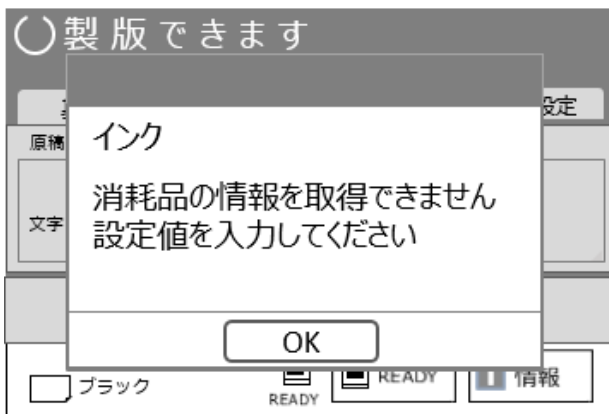 製版できます
設定
原稿
インク
消耗品の情報を取得できません
設定値を入力してください
文字
OK
ブラック
READY
READY
情報